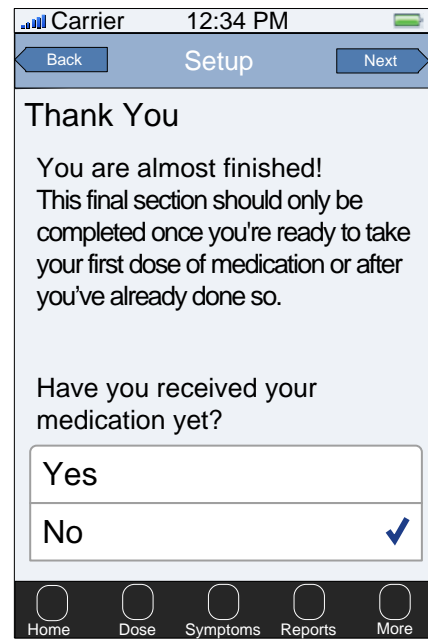 Carrier 12:34 PM
Back Setup Next
Thank You
You are almost finished!
This final section should only be
completed once you're ready to take
your first dose of medication or after
you’ve already done so.
Have you received your
medication yet?
Yes
No
Home Dose Symptoms Reports More